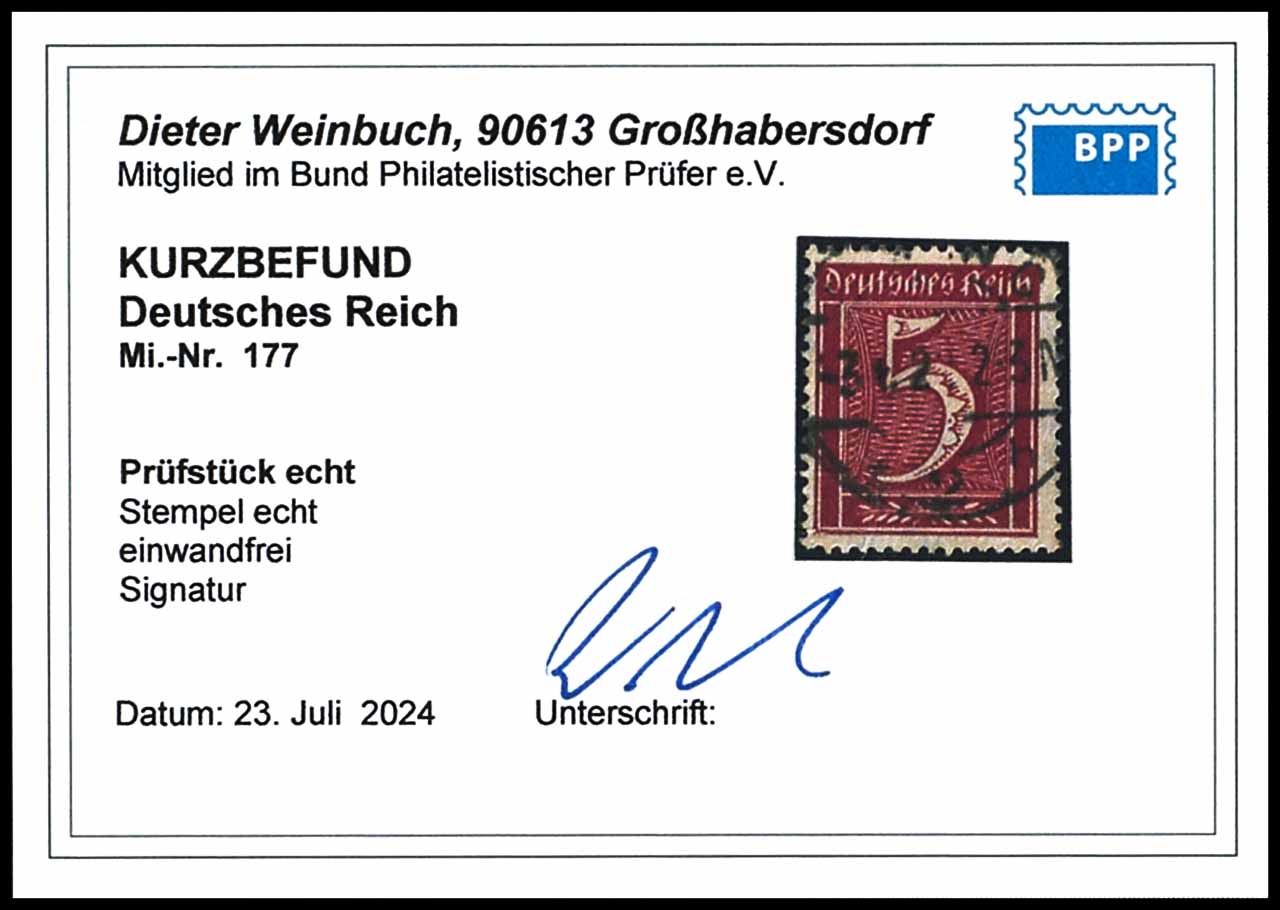 Dieter Weinbuch, 90613 Großhabersdorf
Mitglied im Bund Philatelistischer Prüfer e.V.
BPP
KURZBEFUND
Deutsches Reich
Mi.-Nr. 177
Deutsches Reich
5
Prüfstück echt
Stempel echt
einwandfrei
Signatur
Datum: 23. Juli 2024
Unterschrift: